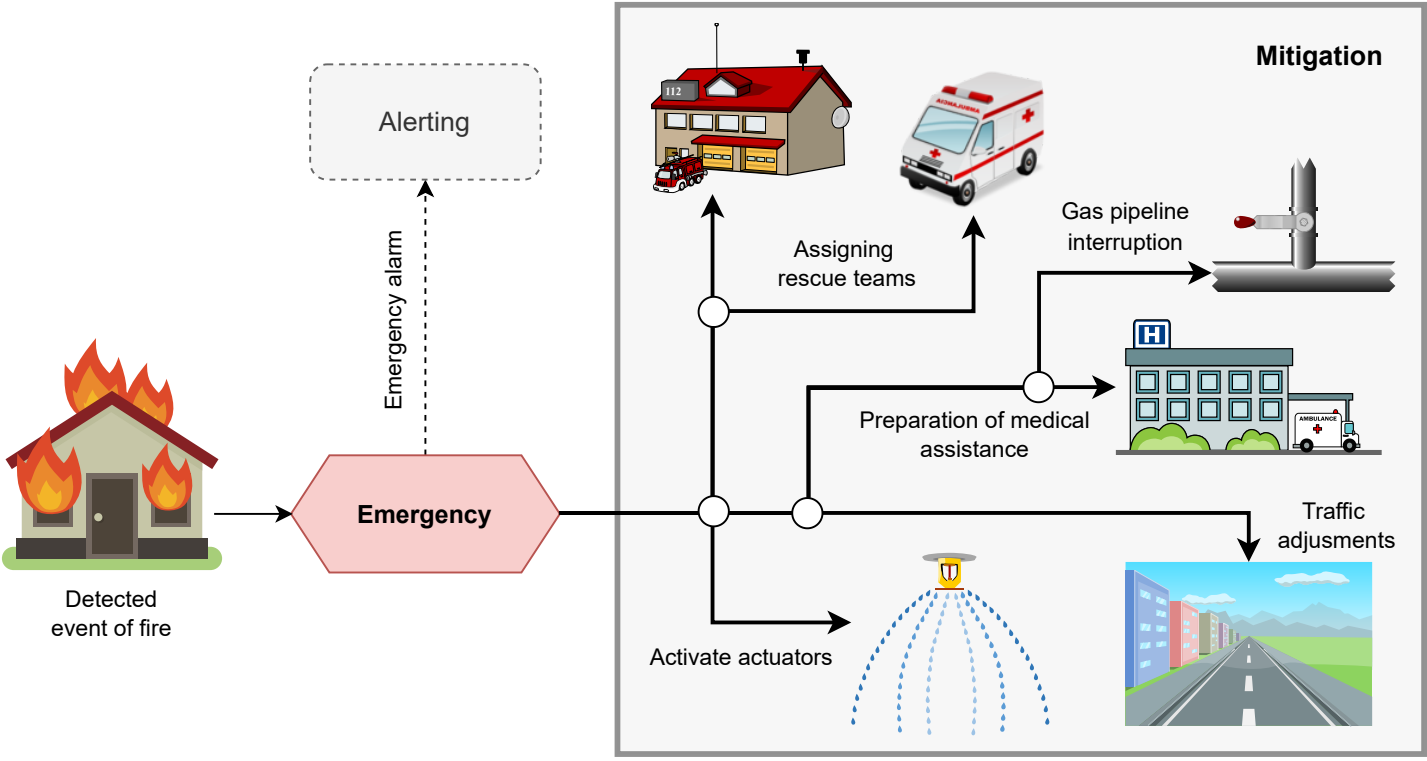 Mitigation
112
AIƆNAJUBMA
Alerting
Gas pipeline
interruption
Assigning
rescue teams
Emergency alarm
H
AMBULANCE
Preparation of medical
assistance
Emergency
Traffic
adjusments
Detected
event of fire
Activate actuators